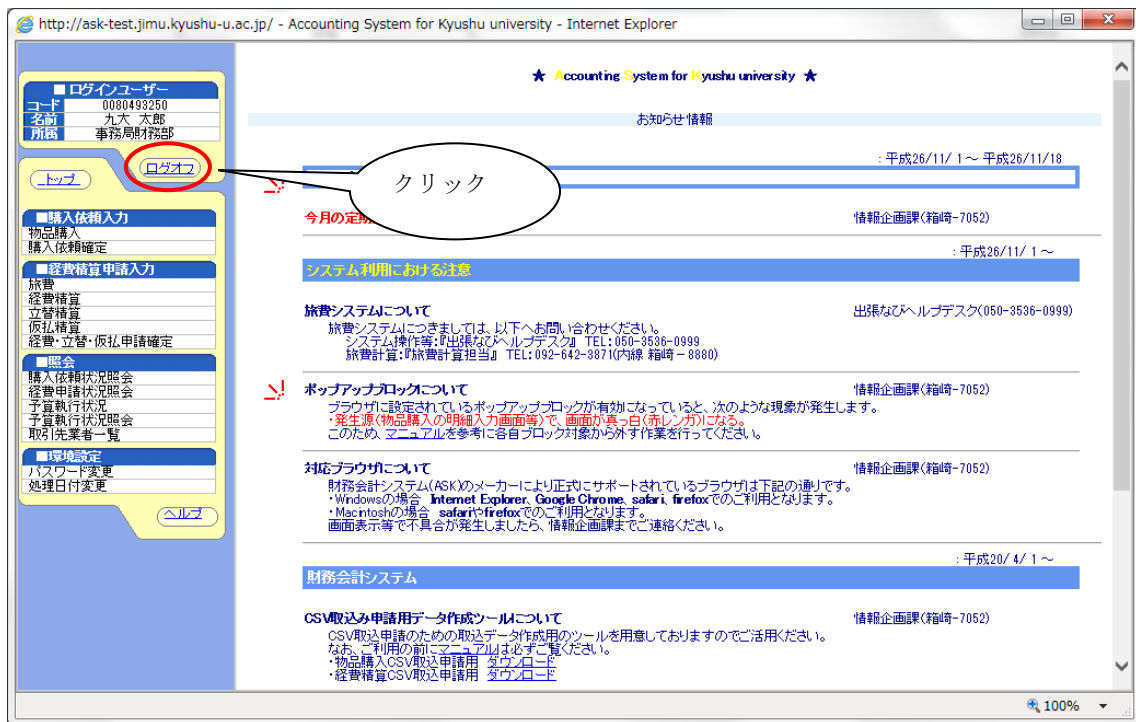 http://ask-test.jimu.kyushu-u.ac.jp/ - Accounting System for Kyushu university - Internet Explorer
■ ログインユーザー
コード 0080493250
名前 九大 太郎
所属 事務局財務部
ログオフ
トップ
■購入依頼入力
物品購入
購入依頼確定
■経費精算申請入力
旅費
経費精算
立替精算
仮払精算
経費・立替・仮払申請確定
■照会
購入依頼状況照会
経費申請状況照会
予算執行状況
予算執行状況照会
取引先業者一覧
■環境設定
パスワード変更
処理日付変更
ヘルプ
★ Accounting System for Kyushu university ★
お知らせ情報
：平成26/11/ 1～ 平成26/11/18
クリック
今月の定期
情報企画課(箱崎-7052)
：平成26/11/ 1～
システム利用における注意
旅費システムについて 出張なびヘルプデスク(050-3536-0999)
旅費システムにつきましては、以下へお問い合わせください。
システム操作等:『出張なびヘルプデスク』 TEL:050-3536-0999
旅費計算:『旅費計算担当』 TEL:092-642-3871(内線 箱崎－8880)
ポップアップブロックについて 情報企画課(箱崎-7052)
ブラウザに設定されているポップアップブロックが有効になっていると、次のような現象が発生します。
・発生源(物品購入の明細入力画面等)で、画面が真っ白(赤レンガ)になる。
このため、マニュアルを参考に各自ブロック対象から外す作業を行ってください。
対応ブラウザについて 情報企画課(箱崎-7052)
財務会計システム(ASK)のメーカーにより正式にサポートされているブラウザは下記の通りです。
・Windowsの場合 Internet Explorer、Google Chrome、safari、firefoxでのご利用となります。
・Macintoshの場合 safariやfirefoxでのご利用となります。
画面表示等で不具合が発生しましたら、情報企画課までご連絡ください。
：平成20/ 4/ 1～
財務会計システム
CSV取込み申請用データ作成ツールについて 情報企画課(箱崎-7052)
CSV取込申請のための取込データ作成用のツールを用意しておりますのでご活用ください。
なお、ご利用の前にマニュアルは必ずご覧ください。
・物品購入CSV取込申請用 ダウンロード
・経費精算CSV取込申請用 ダウンロード
100%